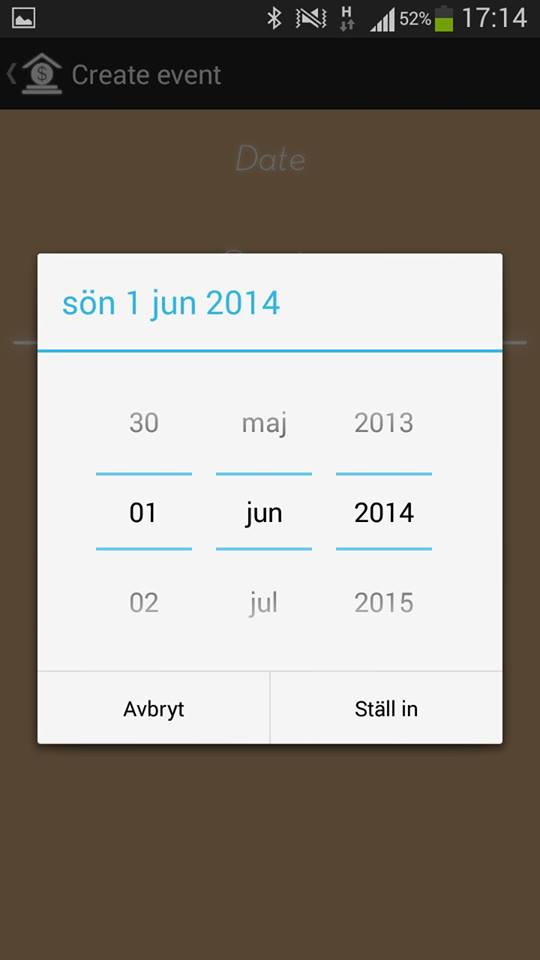 H 52% 17:14
$ Create event
Date
sön 1 jun 2014
30 maj 2013
01 jun 2014
02 jul 2015
Avbryt Ställ in